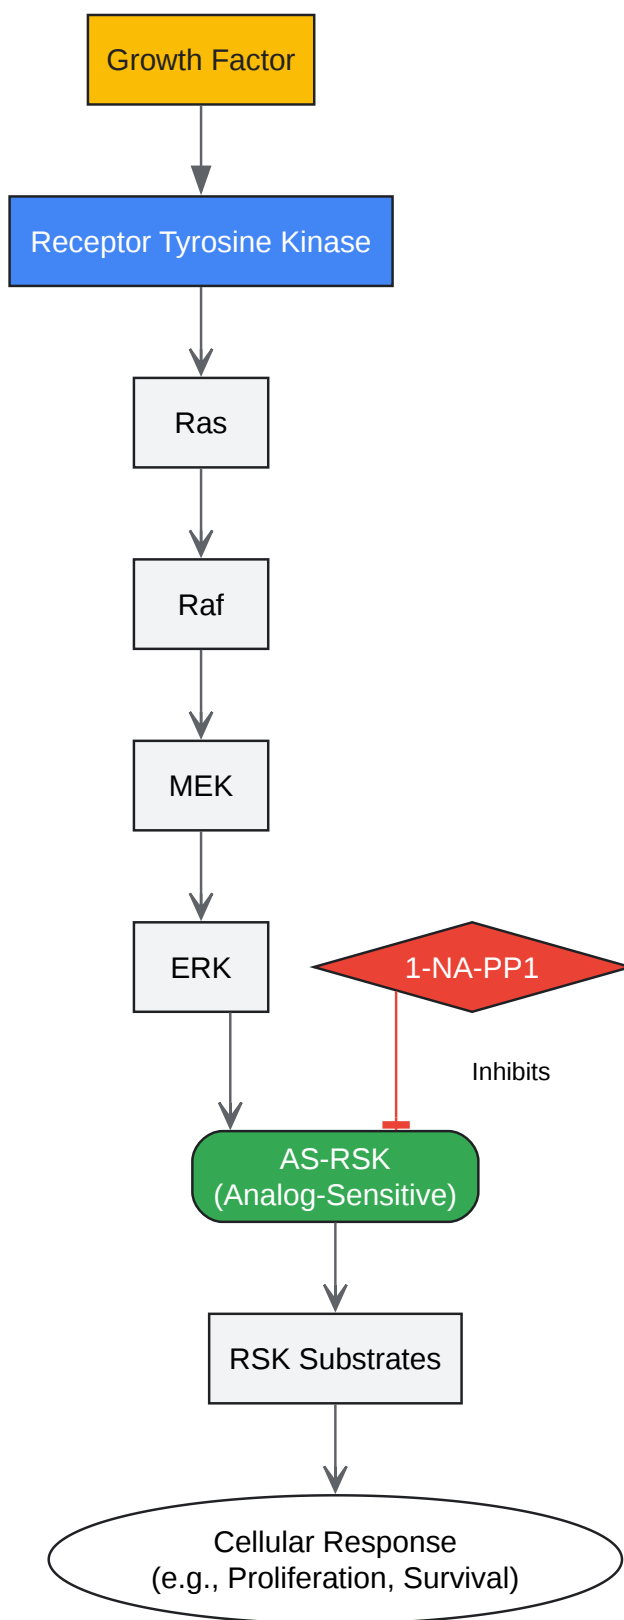 Growth Factor
Receptor Tyrosine Kinase
Ras
Raf
MEK
ERK
1-NA-PP1
Inhibits
AS-RSK
(Analog-Sensitive)
RSK Substrates
Cellular Response
(e.g., Proliferation, Survival)